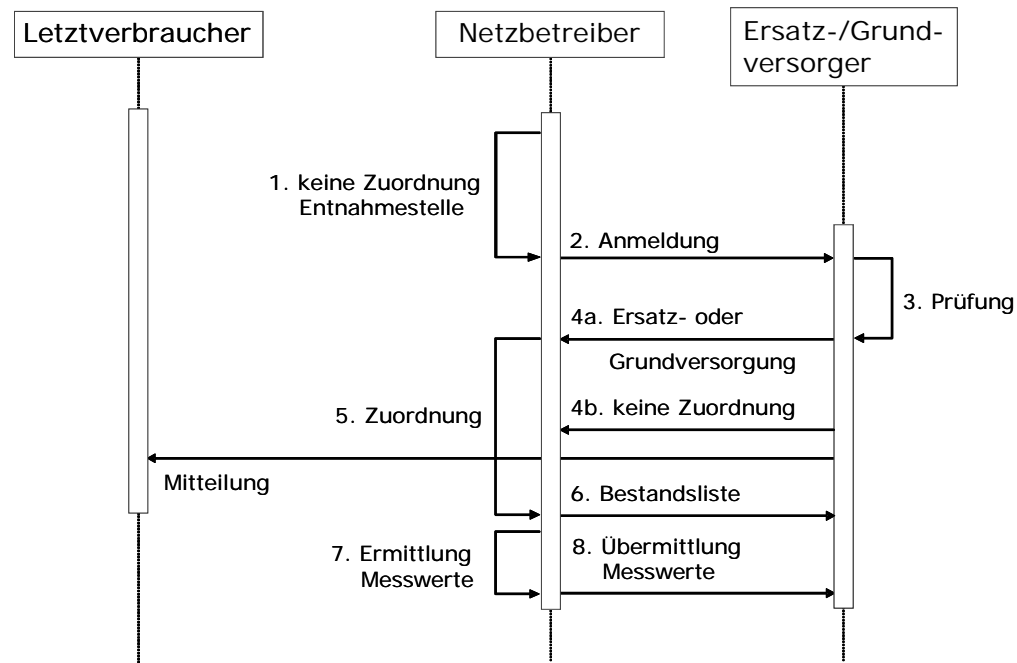 Letztverbraucher
Netzbetreiber
Ersatz-/Grund-
versorger
1. keine Zuordnung
Entnahmestelle
2. Anmeldung
3. Prüfung
4a. Ersatz- oder
Grundversorgung
5. Zuordnung
4b. keine Zuordnung
Mitteilung
6. Bestandsliste
7. Ermittlung
Messwerte
8. Übermittlung
Messwerte